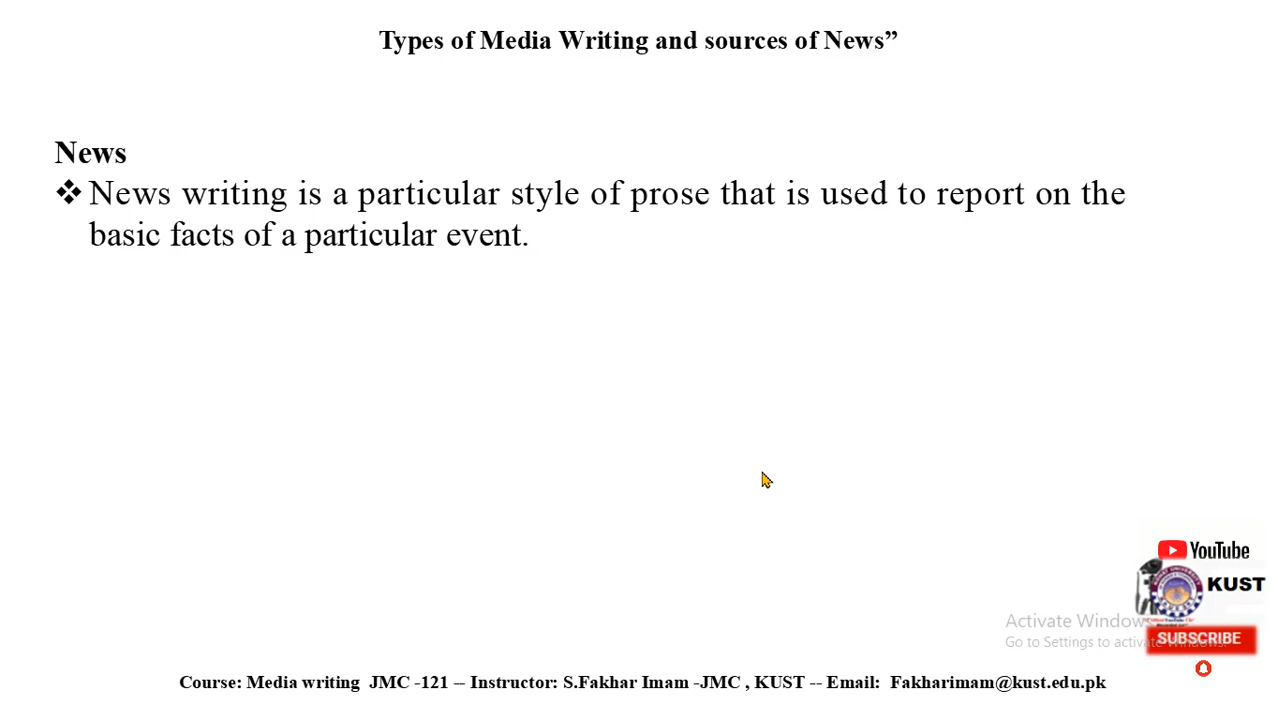 Types of Media Writing and sources of News”
News
❖ News writing is a particular style of prose that is used to report on the
basic facts of a particular event.
YouTube
KUST
Activate Windows
SUBSCRIBE
Go to Settings to activate Windows.
Course: Media writing JMC -121 -- Instructor: S.Fakhar Imam -JMC , KUST -- Email: Fakharimam@kust.edu.pk